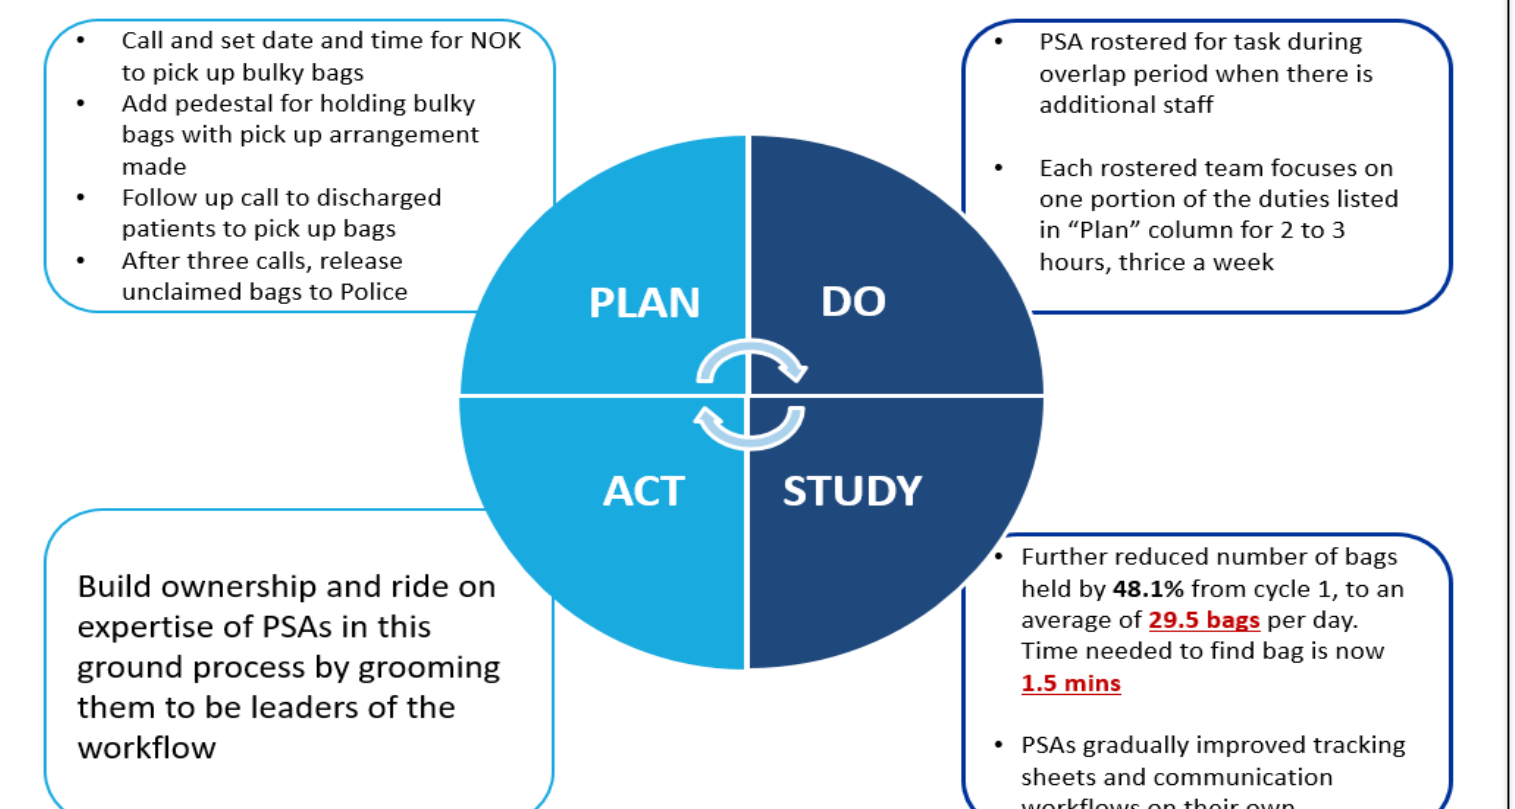 • Call and set date and time for NOK
to pick up bulky bags
• Add pedestal for holding bulky
bags with pick up arrangement
made
• Follow up call to discharged
patients to pick up bags
• After three calls, release
unclaimed bags to Police
• PSA rostered for task during
overlap period when there is
additional staff
• Each rostered team focuses on
one portion of the duties listed
in “Plan” column for 2 to 3
hours, thrice a week
PLAN
DO
ACT
STUDY
Build ownership and ride on
expertise of PSAs in this
ground process by grooming
them to be leaders of the
workflow
• Further reduced number of bags
held by 48.1% from cycle 1, to an
average of 29.5 bags per day.
Time needed to find bag is now
1.5 mins
• PSAs gradually improved tracking
sheets and communication
workflows on their own